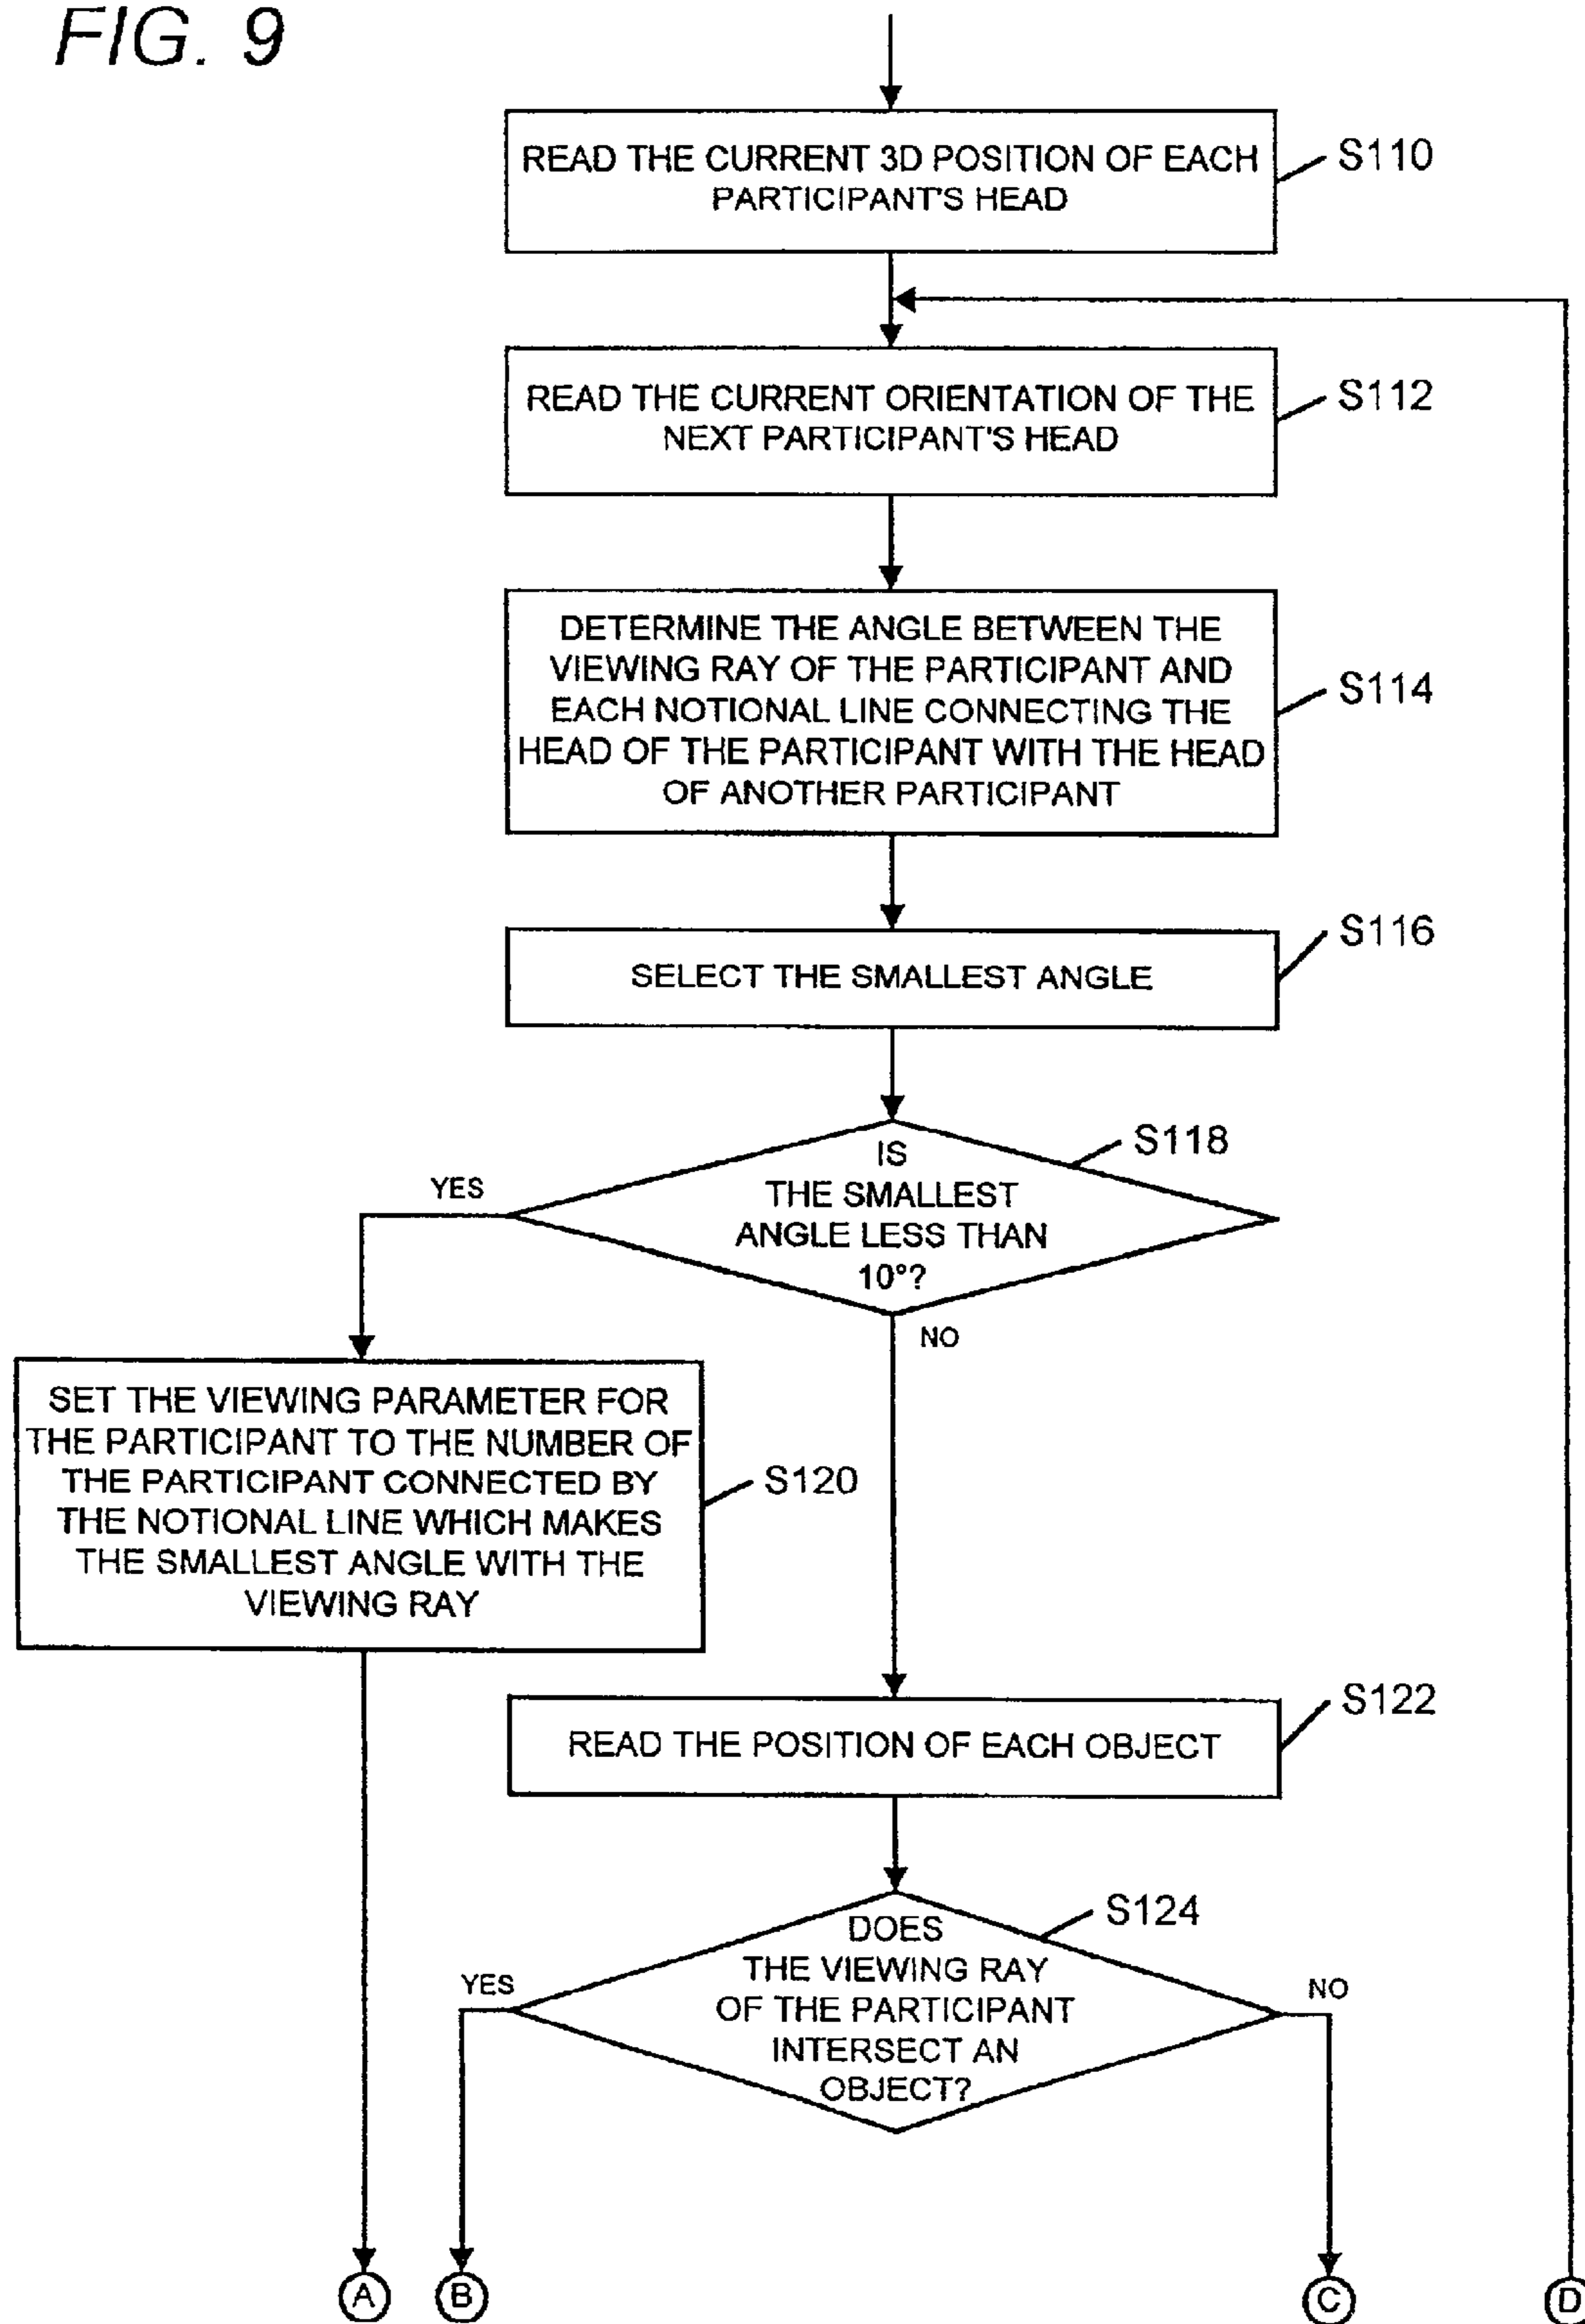 FIG. 9
READ THE CURRENT 3D POSITION OF EACH
PARTICIPANT'S HEAD
S110
READ THE CURRENT ORIENTATION OF THE
NEXT PARTICIPANT'S HEAD
S112
DETERMINE THE ANGLE BETWEEN THE
VIEWING RAY OF THE PARTICIPANT AND
EACH NOTIONAL LINE CONNECTING THE
HEAD OF THE PARTICIPANT WITH THE HEAD
OF ANOTHER PARTICIPANT
S114
SELECT THE SMALLEST ANGLE
S116
IS
THE SMALLEST
ANGLE LESS THAN
10°?
S118
YES
NO
SET THE VIEWING PARAMETER FOR
THE PARTICIPANT TO THE NUMBER OF
THE PARTICIPANT CONNECTED BY
THE NOTIONAL LINE WHICH MAKES
THE SMALLEST ANGLE WITH THE
VIEWING RAY
S120
READ THE POSITION OF EACH OBJECT
S122
DOES
THE VIEWING RAY
OF THE PARTICIPANT
INTERSECT AN
OBJECT?
S124
YES
NO
A
B
C
D